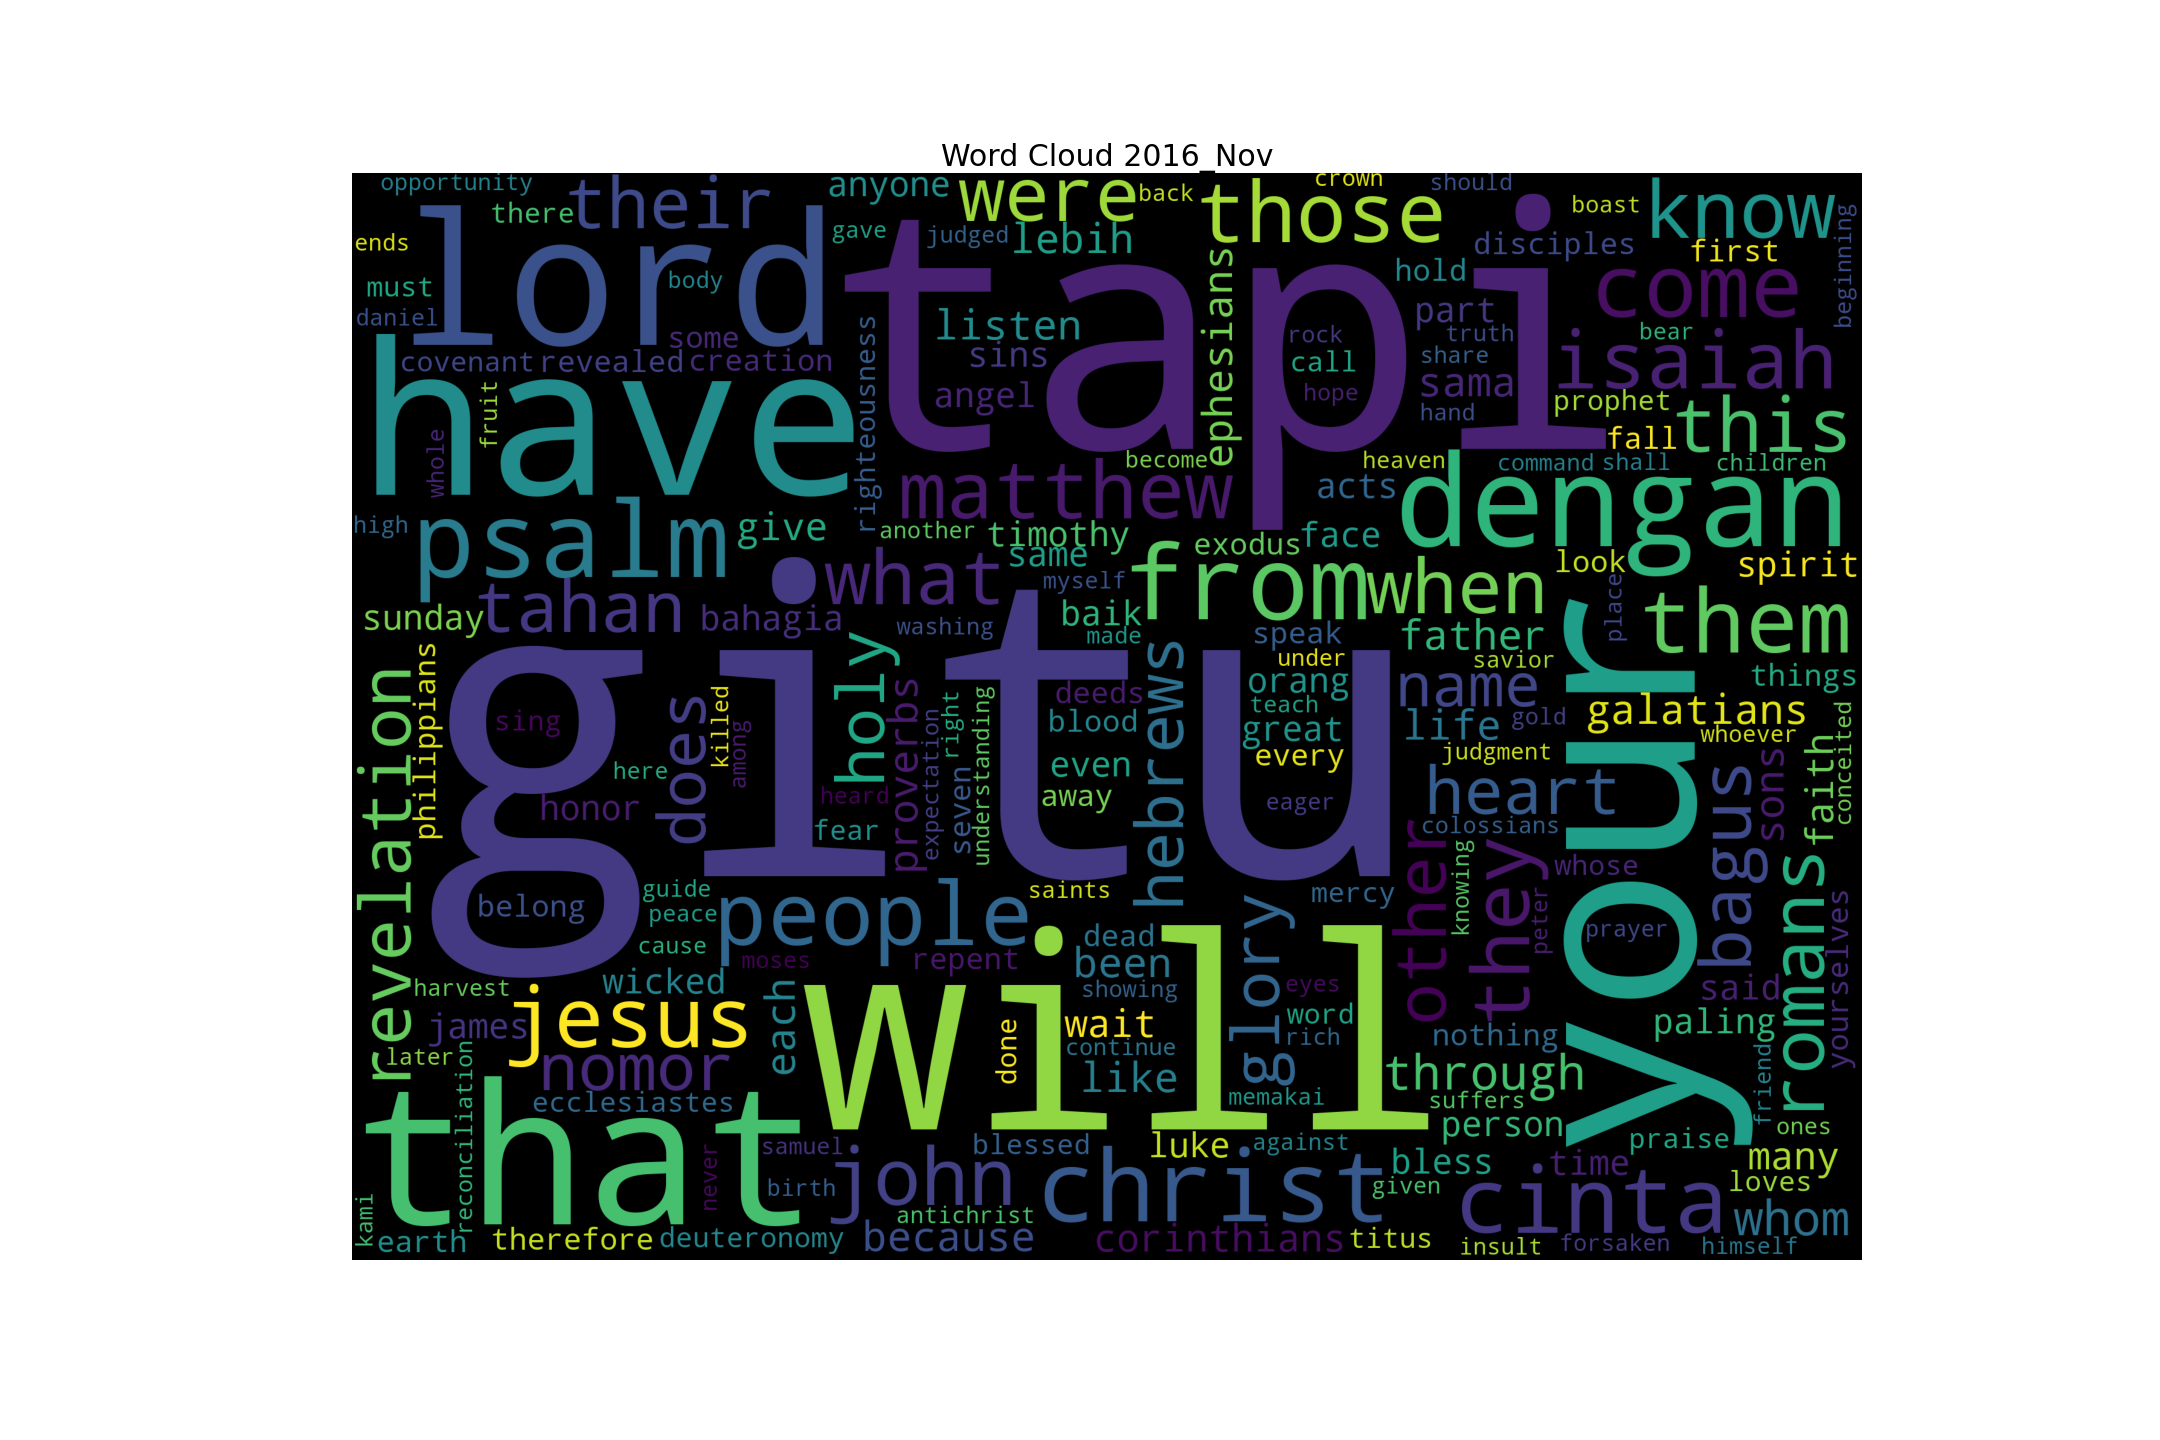 Word Cloud 2016_Nov
opportunity
their
anyone
were
back
those
crown
should
boast
know
there
lord
gave
judged
lebih
tapi
disciples
first
beginning
ends
body
hold
come
must
daniel
some
listen
ephesians
part
bear
rock
truth
isaiah
covenant
revealed
creation
righteousness
sins
call
share
sama
have
fruit
angel
hope
hand
prophet
this
whole
become
heaven
fall
command
shall
children
matthew
acts
dengan
high
psalm
give
another
timothy
exodus
face
same
from
look
spirit
what
myself
when
place
sunday
tahan
bahagia
baik
washing
made
speak
father
them
under
savior
revelation
philippians
gitu
holy
hebrews
orang
things
deeds
name
teach
does
killed
proverbs
right
understanding
blood
great
life
gold
galatians
sing
among
expectation
whoever
conceited
here
seven
even
every
judgment
your
bagus
sons
faith
honor
heard
away
eager
heart
fear
colossians
other
they
knowing
whose
romans
guide
saints
mercy
belong
peace
people
peter
prayer
yourselves
cause
moses
repent
dead
been
glory
wicked
harvest
each
will
showing
eyes
said
james
jesus
done
wait
word
rich
nothing
paling
later
nomor
continue
like
through
friend
reconciliation
ecclesiastes
memakai
suffers
person
that
never
samuel
blessed
luke
against
praise
ones
john
birth
christ
bless
time
many
given
cinta
loves
kami
antichrist
whom
earth
therefore
deuteronomy
because
corinthians
titus
insult
forsaken
himself